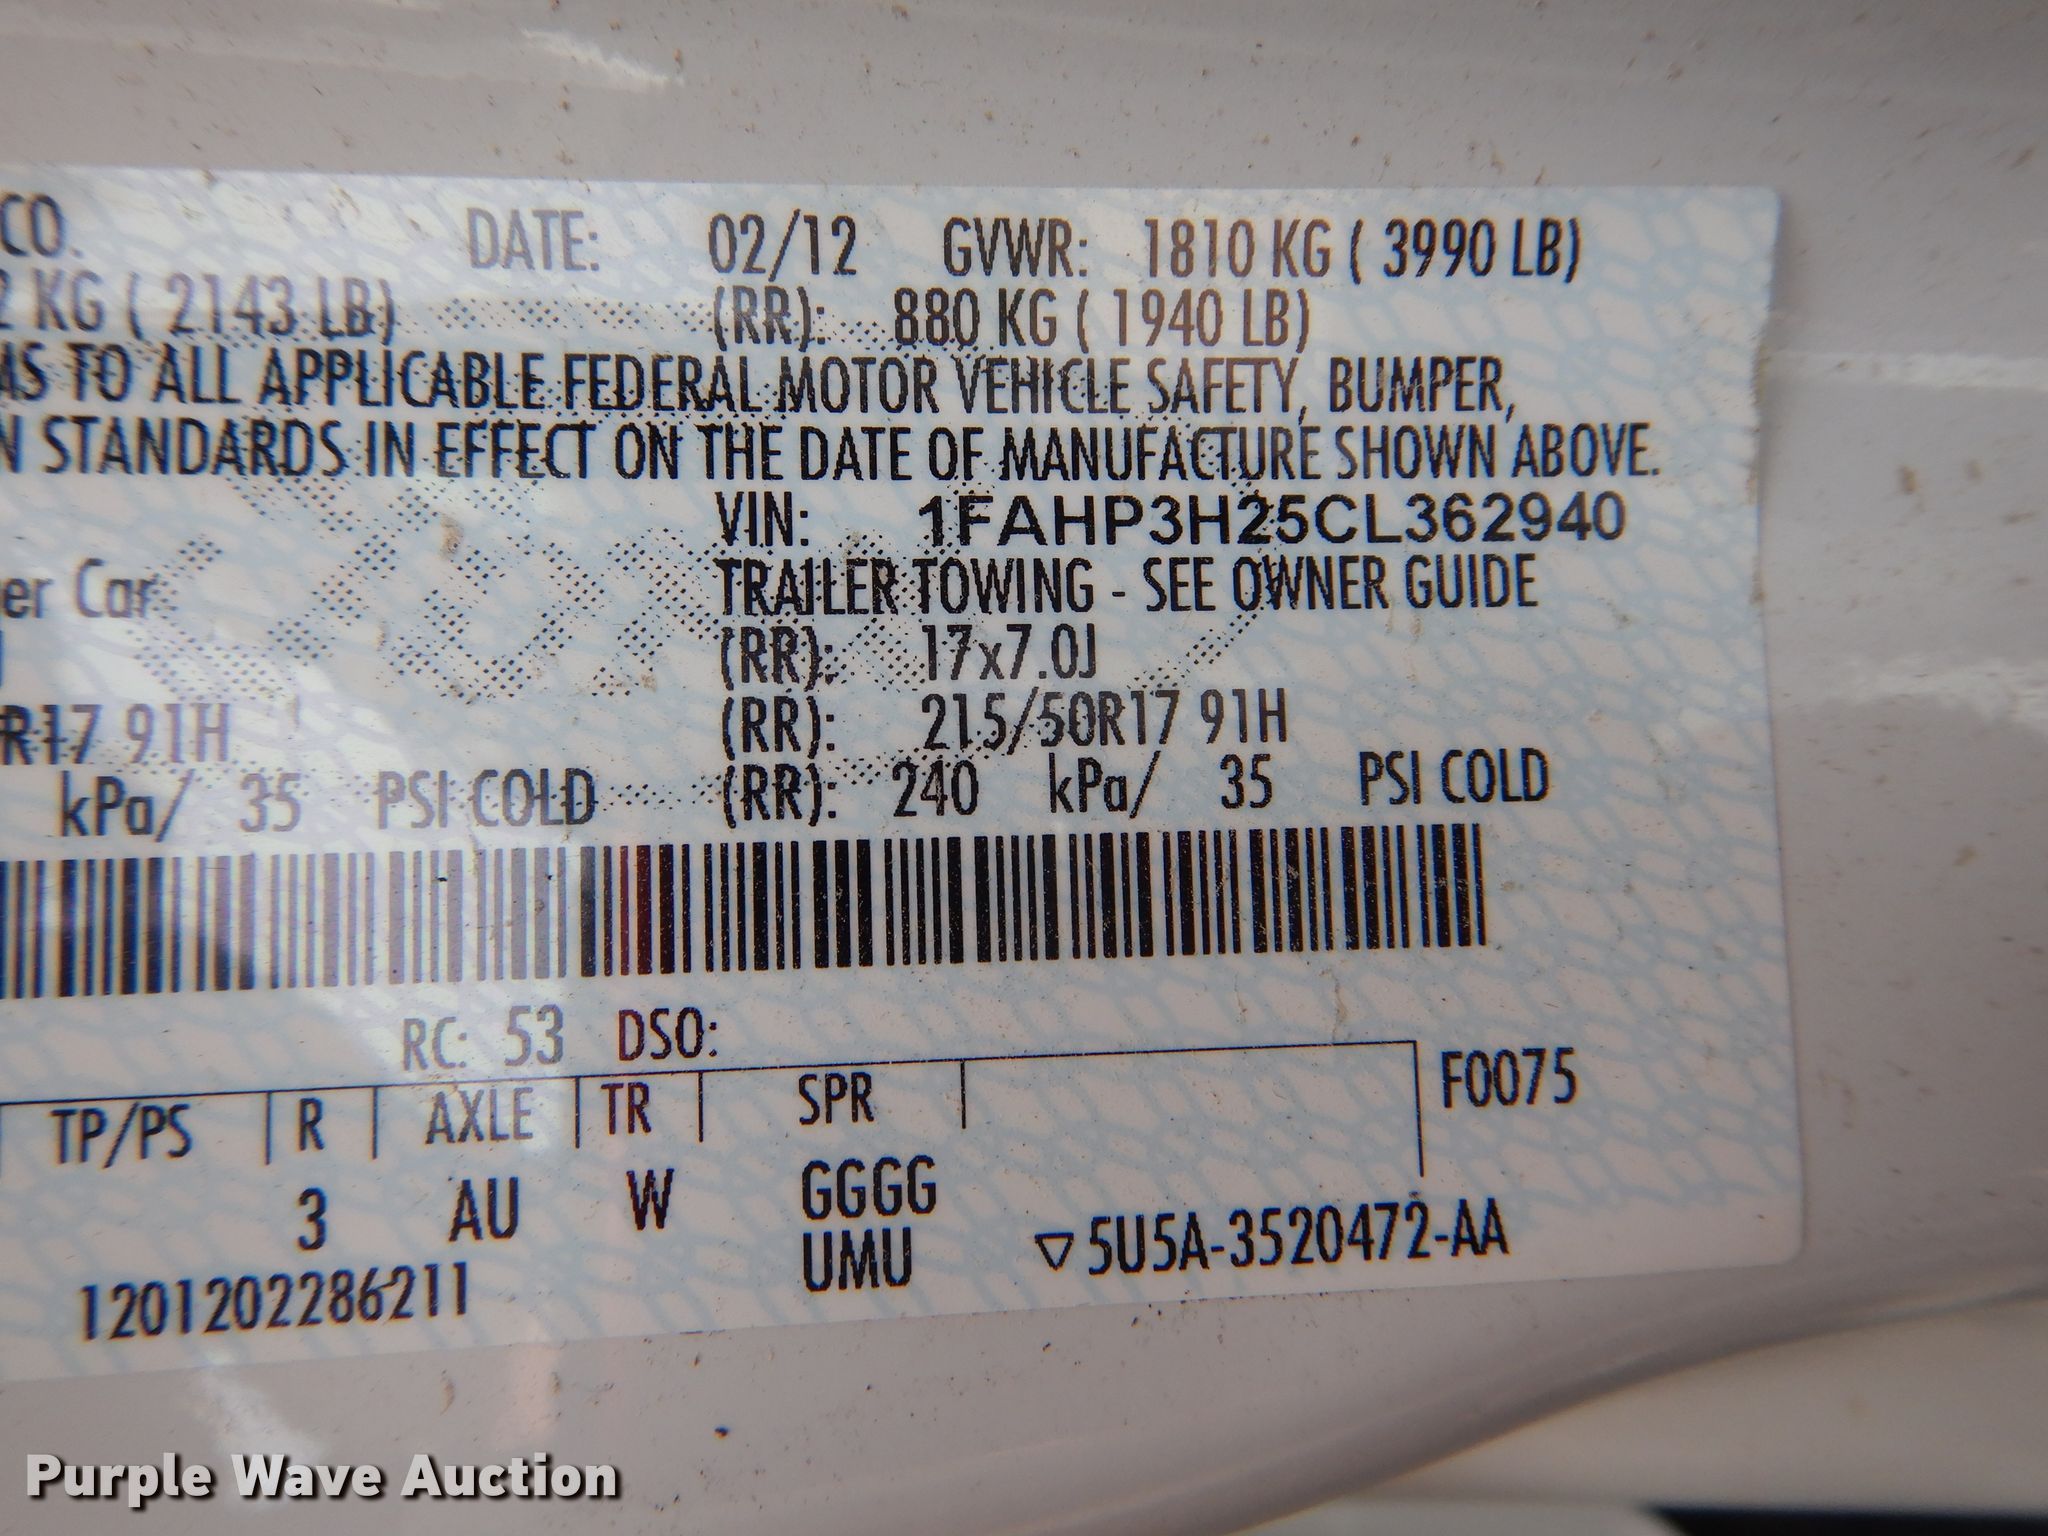 CO. DATE: 02/12 GVWR: 1810 KG ( 3990 LB)
2 KG ( 2143 LB) (RR): 880 KG ( 1940 LB)
MS TO ALL APPLICABLE FEDERAL MOTOR VEHICLE SAFETY, BUMPER,
N STANDARDS IN EFFECT ON THE DATE OF MANUFACTURE SHOWN ABOVE.
VIN: 1FAHP3H25CL362940
er Car TRAILER TOWING - SEE OWNER GUIDE
(RR): 17x7.0J
R17 91H (RR): 215/50R17 91H
kPa/ 35 PSI COLD (RR): 240 kPa/ 35 PSI COLD
RC: 53 DSO:
TP/PS R AXLE TR SPR F0075
3 AU W GGGG
UMU ▽5U5A-3520472-AA
1201202286211
Purple Wave Auction